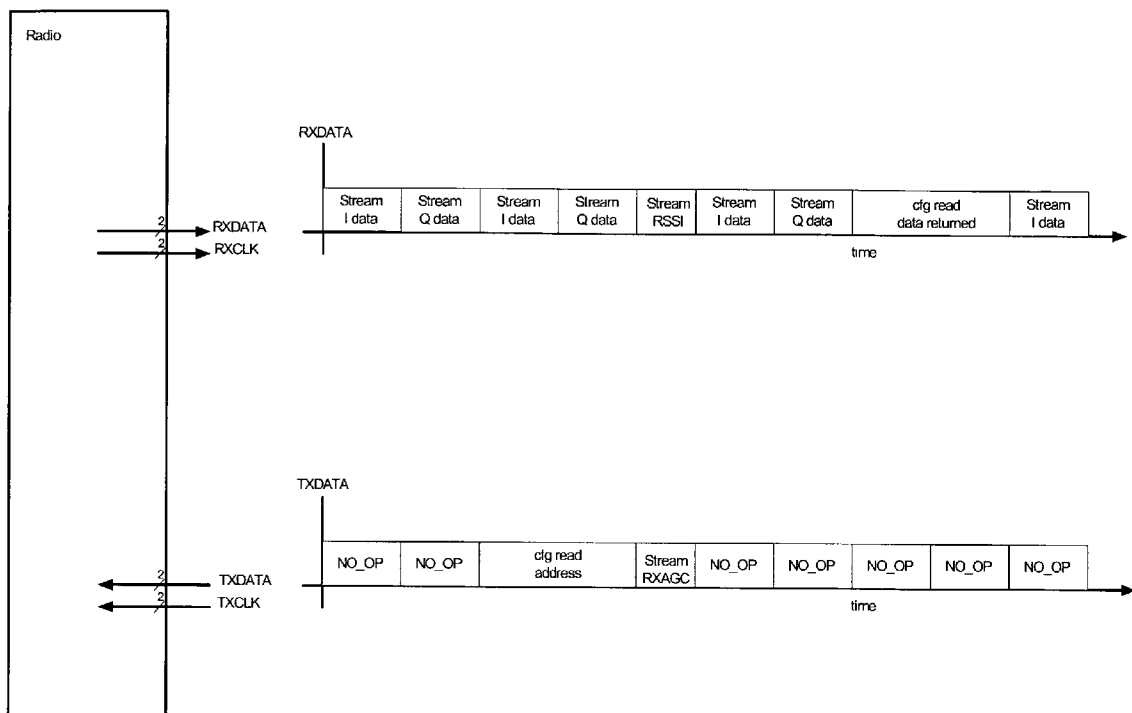 Radio
RXDATA
Stream
I data
Stream
Q data
Stream
I data
Stream
Q data
Stream
RSSI
Stream
I data
Stream
Q data
cfg read
data returned
Stream
I data
2
RXDATA
2
RXCLK
time
TXDATA
NO_OP
NO_OP
cfg read
address
Stream
RXAGC
NO_OP
NO_OP
NO_OP
NO_OP
NO_OP
2
TXDATA
2
TXCLK
time